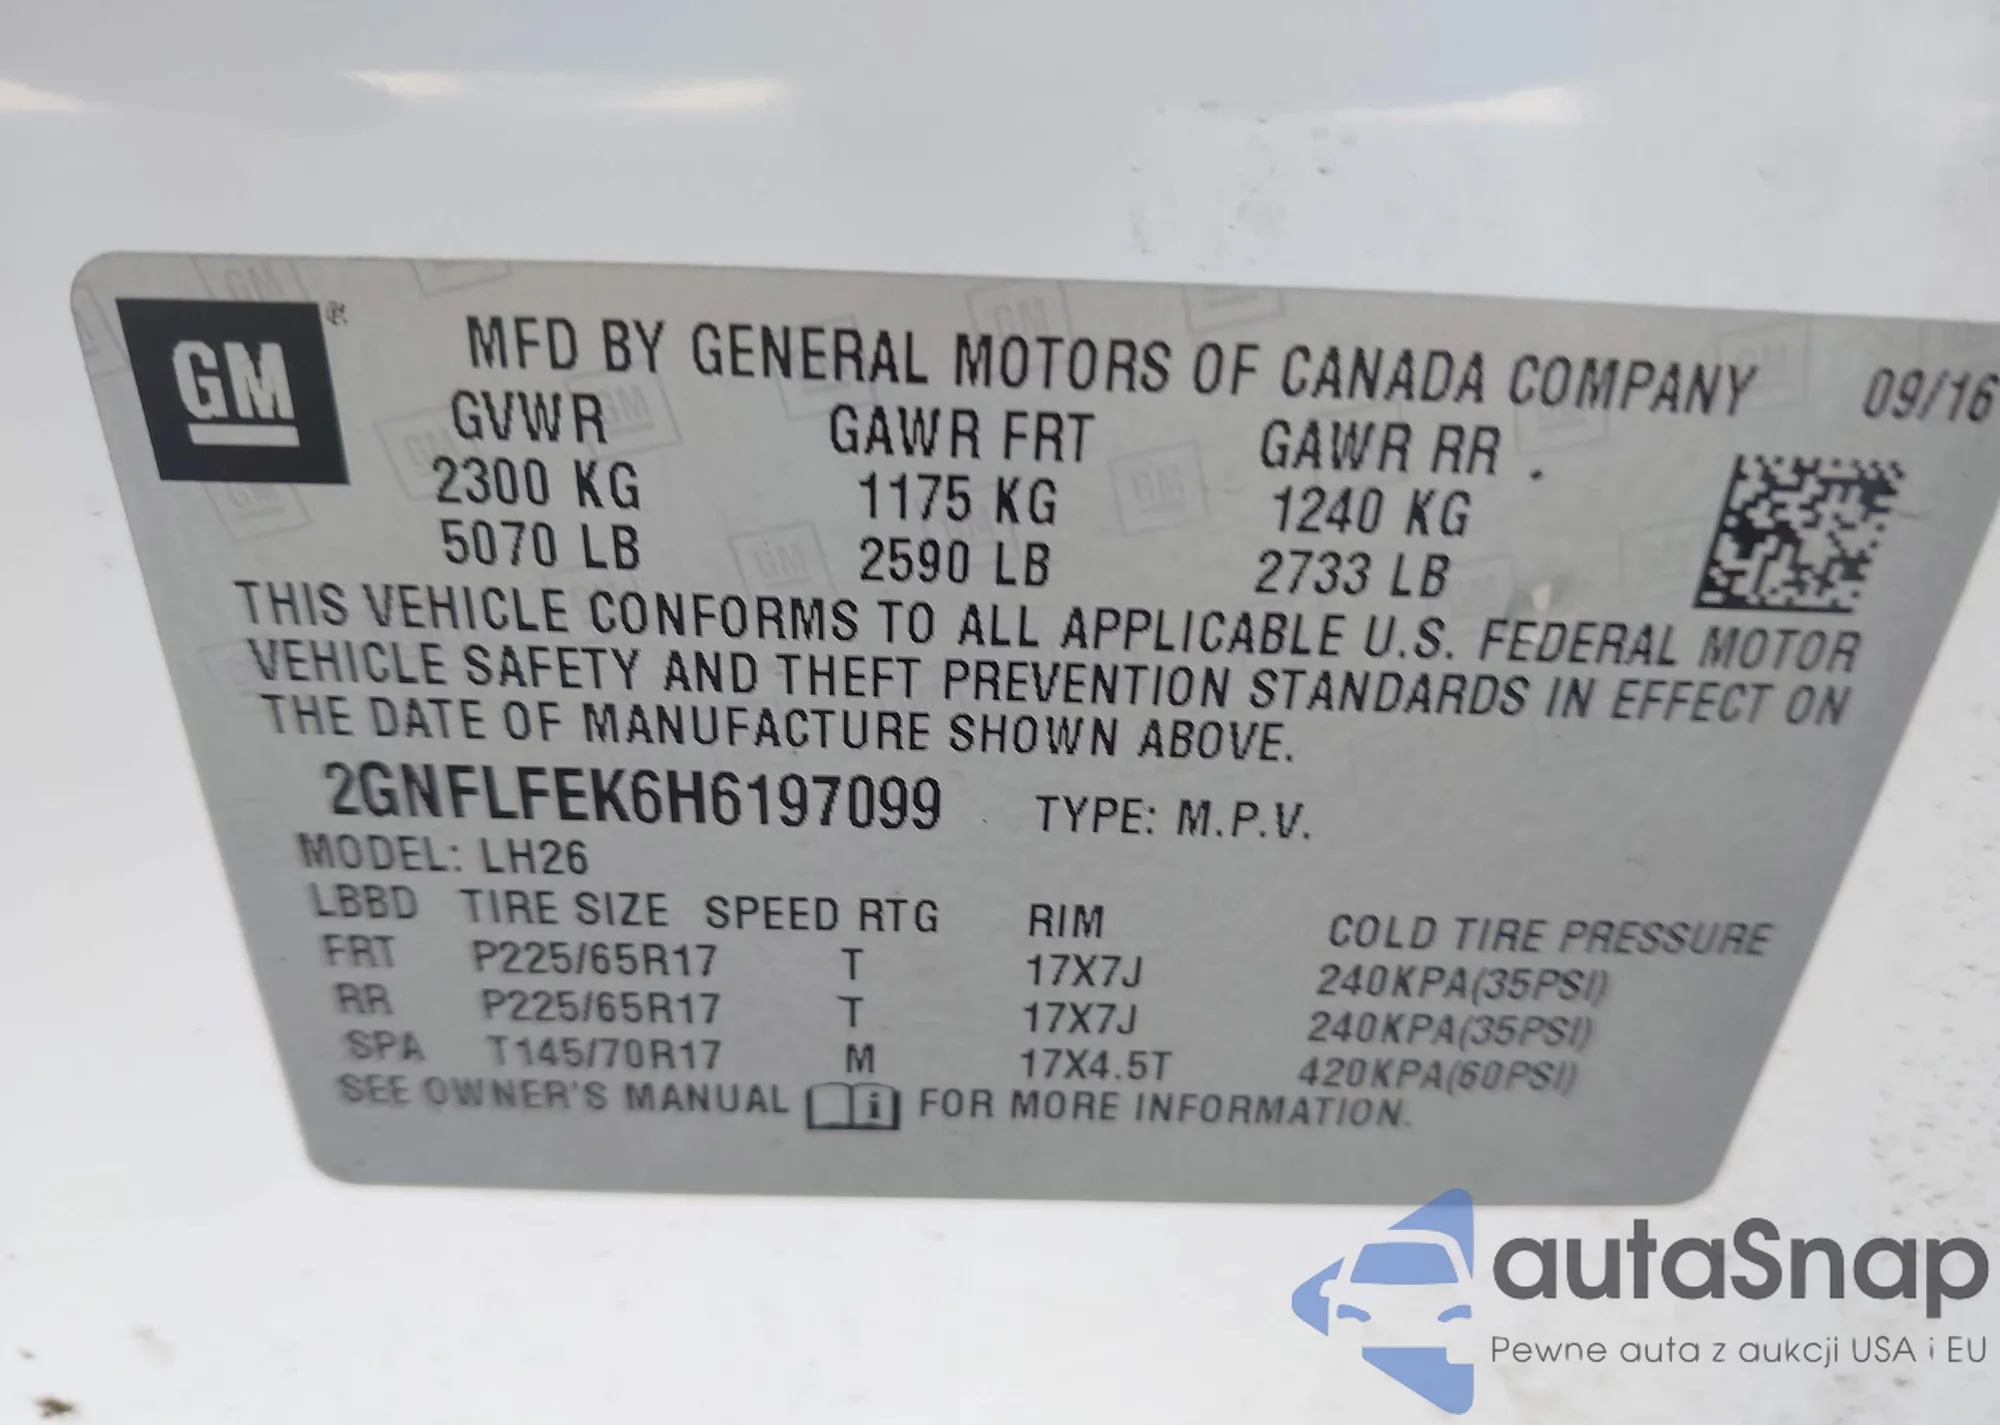 GM
MFD BY GENERAL MOTORS OF CANADA COMPANY 09/16
GVWR GAWR FRT GAWR RR
2300 KG 1175 KG 1240 KG
5070 LB 2590 LB 2733 LB
THIS VEHICLE CONFORMS TO ALL APPLICABLE U.S. FEDERAL MOTOR
VEHICLE SAFETY AND THEFT PREVENTION STANDARDS IN EFFECT ON
THE DATE OF MANUFACTURE SHOWN ABOVE.
2GNFLFEK6H6197099 TYPE: M.P.V.
MODEL: LH26
LBBD TIRE SIZE SPEED RTG RIM COLD TIRE PRESSURE
FRT P225/65R17 T 17X7J 240KPA(35PSI)
RR P225/65R17 T 17X7J 240KPA(35PSI)
SPA T145/70R17 M 17X4.5T 420KPA(60PSI)
SEE OWNER'S MANUAL i FOR MORE INFORMATION.
autaSnap
Pewne auta z aukcji USA i EU